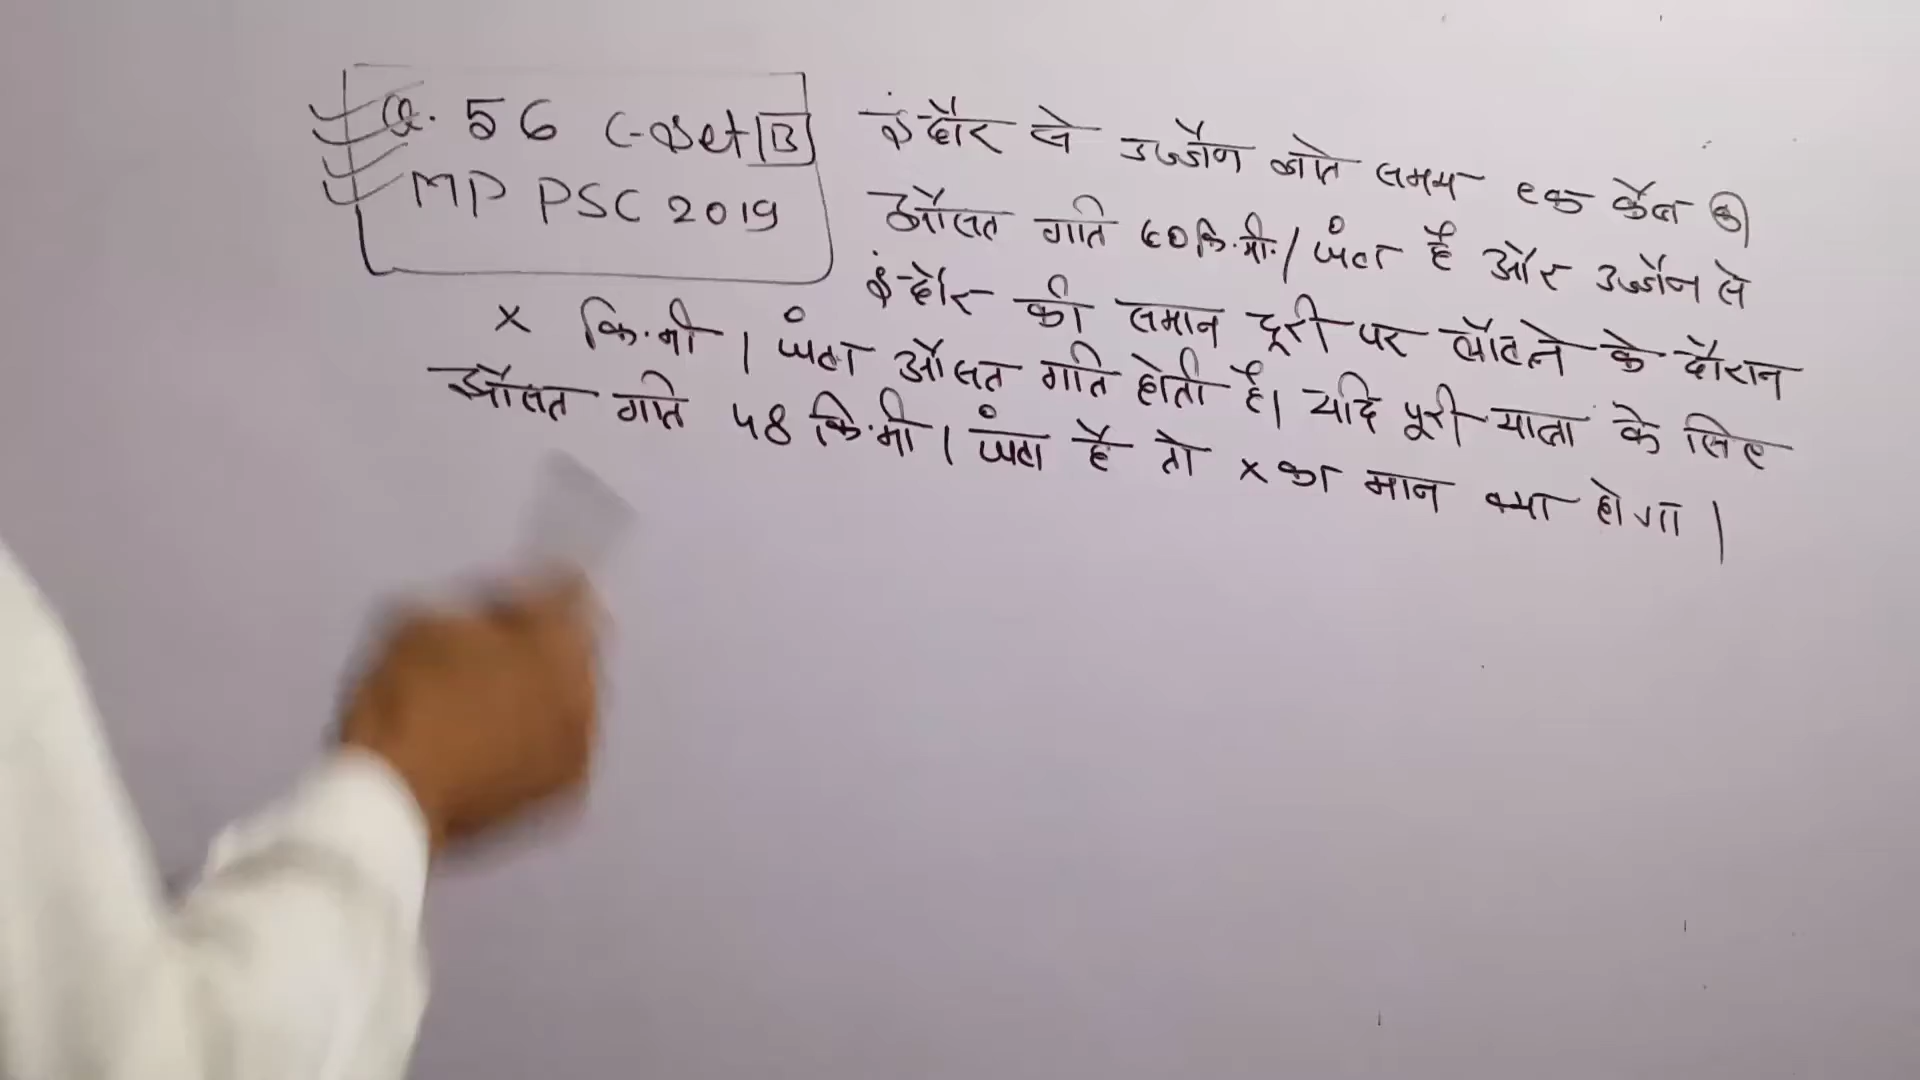 Q. 56 C-Set B
MP PSC 2019
इंदौर से उज्जैन जाते समय एक कैब की
औसत गति 60 कि.मी. / घंटा है और उज्जैन से
इंदौर की समान दूरी पर लौटने के दौरान
x कि.मी / घंटा औसत गति होती है। यदि पूरी यात्रा के लिए
औसत गति 48 कि.मी / घंटा है तो x का मान क्या होगा |